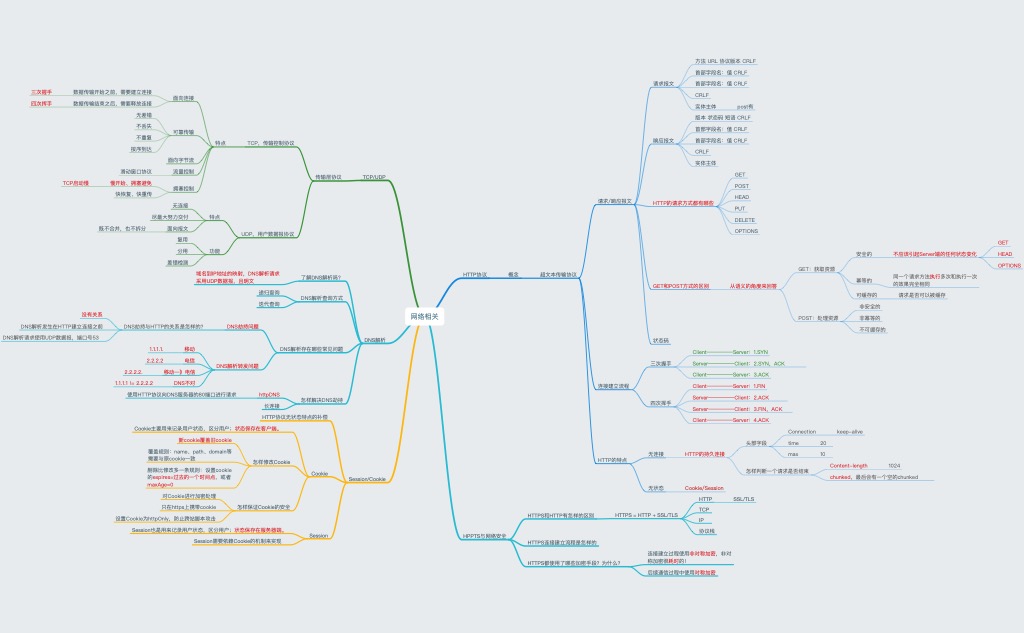 网络相关
HTTP协议
概念
超文本传输协议
请求/响应报文
请求报文
方法 URL 协议版本 CRLF
首部字段名：值 CRLF
首部字段名：值 CRLF
CRLF
实体主体
post有
响应报文
版本 状态码 短语 CRLF
首部字段名：值 CRLF
首部字段名：值 CRLF
CRLF
实体主体
HTTP的请求方式都有哪些
GET
POST
HEAD
PUT
DELETE
OPTIONS
GET和POST方式的区别
从语义的角度来回答
GET：获取资源
安全的
不应该引起Server端的任何状态变化
GET
HEAD
OPTIONS
幂等的
同一个请求方法执行多次和执行一次
的效果完全相同
可缓存的
请求是否可以被缓存
POST：处理资源
非安全的
非幂等的
不可缓存的
状态码
连接建立流程
三次握手
Client————Server：1.SYN
Client————Server：2.SYN，ACK
Client————Server：3.ACK
四次挥手
Client————Server：1.FIN
Client————Server：2.ACK
Server————Client：3.FIN，ACK
Client————Server：4.ACK
HTTP的特点
无连接
HTTP的持久连接
头部字段
Connection
keep-alive
time
20
max
10
怎样判断一个请求是否结束
Content-length
1024
chunked，最后会有一个空的chunked
无状态
Cookie/Session
HPPTS与网络安全
HTTPS和HTTP有怎样的区别
HTTPS = HTTP + SSL/TLS
HTTP
SSL/TLS
TCP
IP
协议栈
HTTPS连接建立流程是怎样的
HTTPS都使用了哪些加密手段？为什么？
连接建立过程使用非对称加密，非对
称加密很耗时的！
后续通信过程中使用对称加密
TCP/UDP
传输层协议
TCP，传输控制协议
特点
面向连接
数据传输开始之前，需要建立连接
三次握手
数据传输结束之后，需要释放连接
四次挥手
可靠传输
无差错
不丢失
不重复
按序到达
面向字节流
流量控制
滑动窗口协议
拥塞控制
慢开始、拥塞避免
TCP启动慢
快恢复、快重传
UDP，用户数据报协议
特点
无连接
尽最大努力交付
面向报文
既不合并，也不拆分
功能
复用
分用
差错检测
DNS解析
了解DNS解析吗？
域名到IP地址的映射，DNS解析请求
采用UDP数据报，且明文
DNS解析查询方式
递归查询
迭代查询
DNS解析存在哪些常见问题
DNS劫持问题
DNS劫持与HTTP的关系是怎样的？
没有关系
DNS解析发生在HTTP建立连接之前
DNS解析请求使用UDP数据报，端口号53
DNS解析转发问题
移动
1.1.1.1
电信
2.2.2.2
移动--》电信
2.2.2.2
DNS不对
1.1.1.1 != 2.2.2.2
怎样解决DNS劫持
httpDNS
使用HTTP协议向DNS服务器的80端口进行请求
长连接
Session/Cookie
HTTP协议无状态特点的补偿
Cookie
Cookie主要用来记录用户状态，区分用户；状态保存在客户端。
怎样修改Cookie
新cookie覆盖旧cookie
覆盖规则：name、path、domain等
需要与原cookie一致
删除比修改多一条规则：设置cookie
的expires=过去的一个时间点，或者
maxAge=0
怎样保证Cookie的安全
对Cookie进行加密处理
只在https上携带cookie
设置Cookie为httpOnly，防止跨站脚本攻击
Session
Session也是用来记录用户状态，区分用户；状态保存在服务器端。
Session需要依赖Cookie的机制来实现